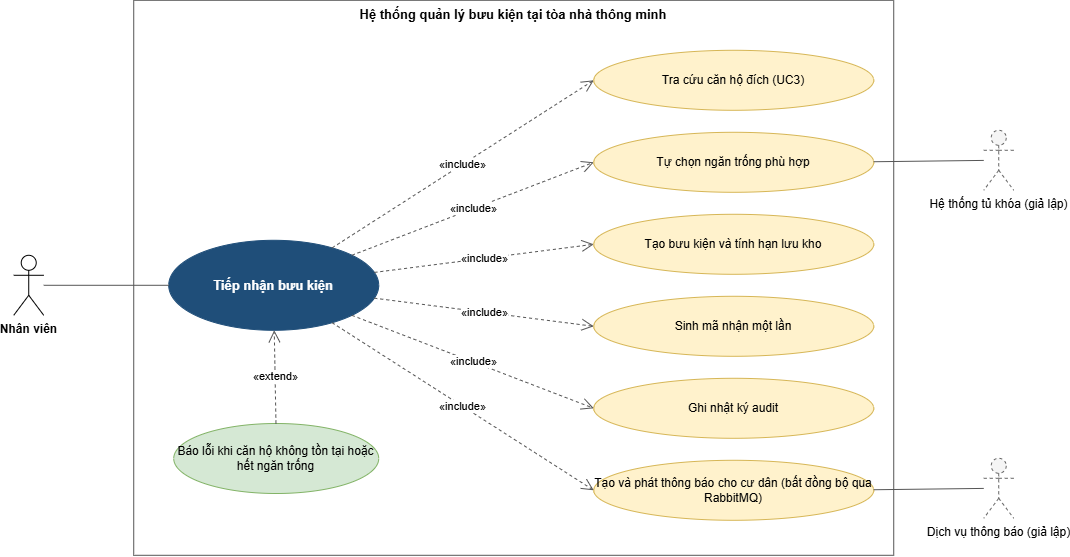 Hệ thống quản lý bưu kiện tại tòa nhà thông minh
Tra cứu căn hộ đích (UC3)
«include»
Tự chọn ngăn trống phù hợp
Hệ thống tủ khóa (giả lập)
«include»
Tạo bưu kiện và tính hạn lưu kho
«include»
Nhân viên
Tiếp nhận bưu kiện
Sinh mã nhận một lần
«include»
«include»
Ghi nhật ký audit
«extend»
«include»
Báo lỗi khi căn hộ không tồn tại hoặc
hết ngăn trống
Tạo và phát thông báo cho cư dân (bất đồng bộ qua
RabbitMQ)
Dịch vụ thông báo (giả lập)